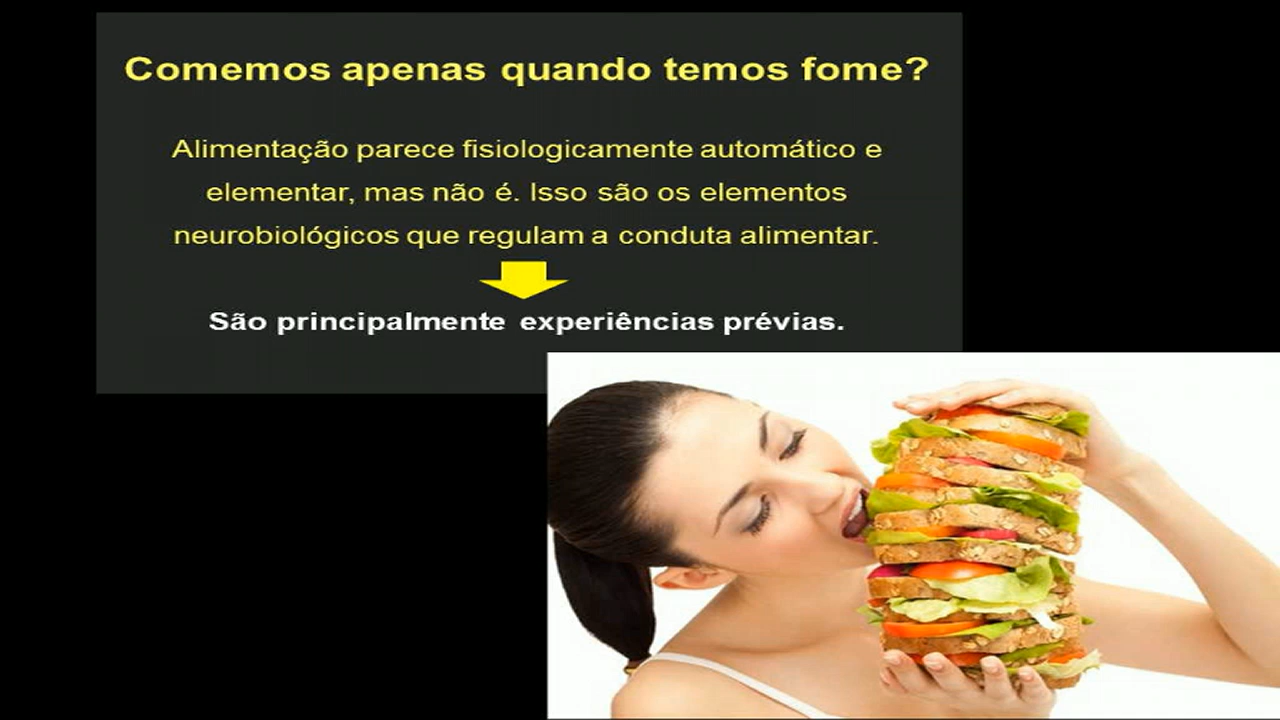 Comemos apenas quando temos fome?
Alimentação parece fisiologicamente automático e
elementar, mas não é. Isso são os elementos
neurobiológicos que regulam a conduta alimentar.
São principalmente experiências prévias.